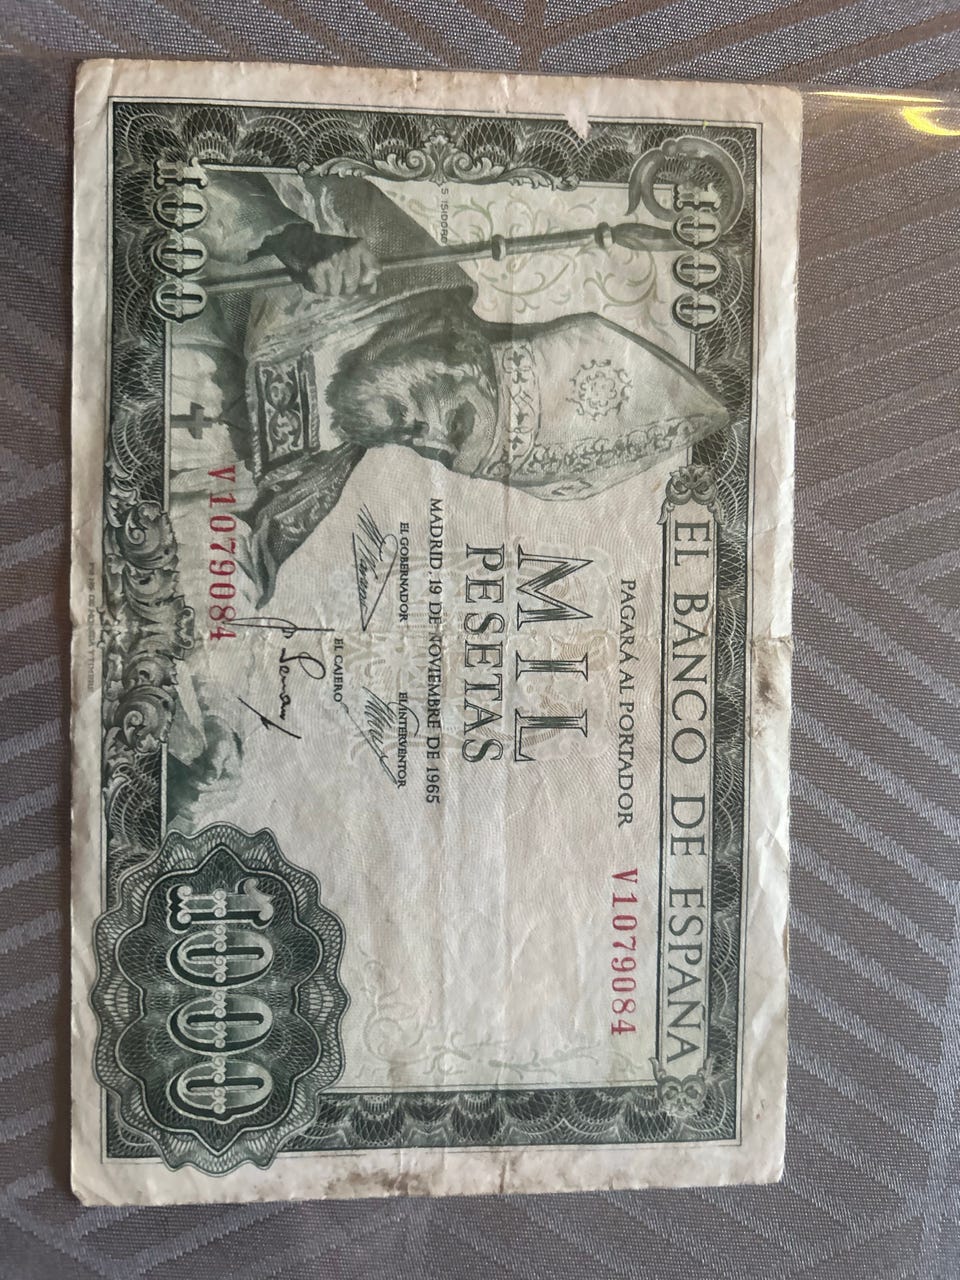 EL BANCO DE ESPAÑA
1000
PAGARÁ AL PORTADOR
V1079084
MIL
PESETAS
S. ISIDORO
MADRID, 19 DE NOVIEMBRE DE 1965
EL GOBERNADOR
EL INTERVENTOR
EL CAJERO
V1079084
1000
1000